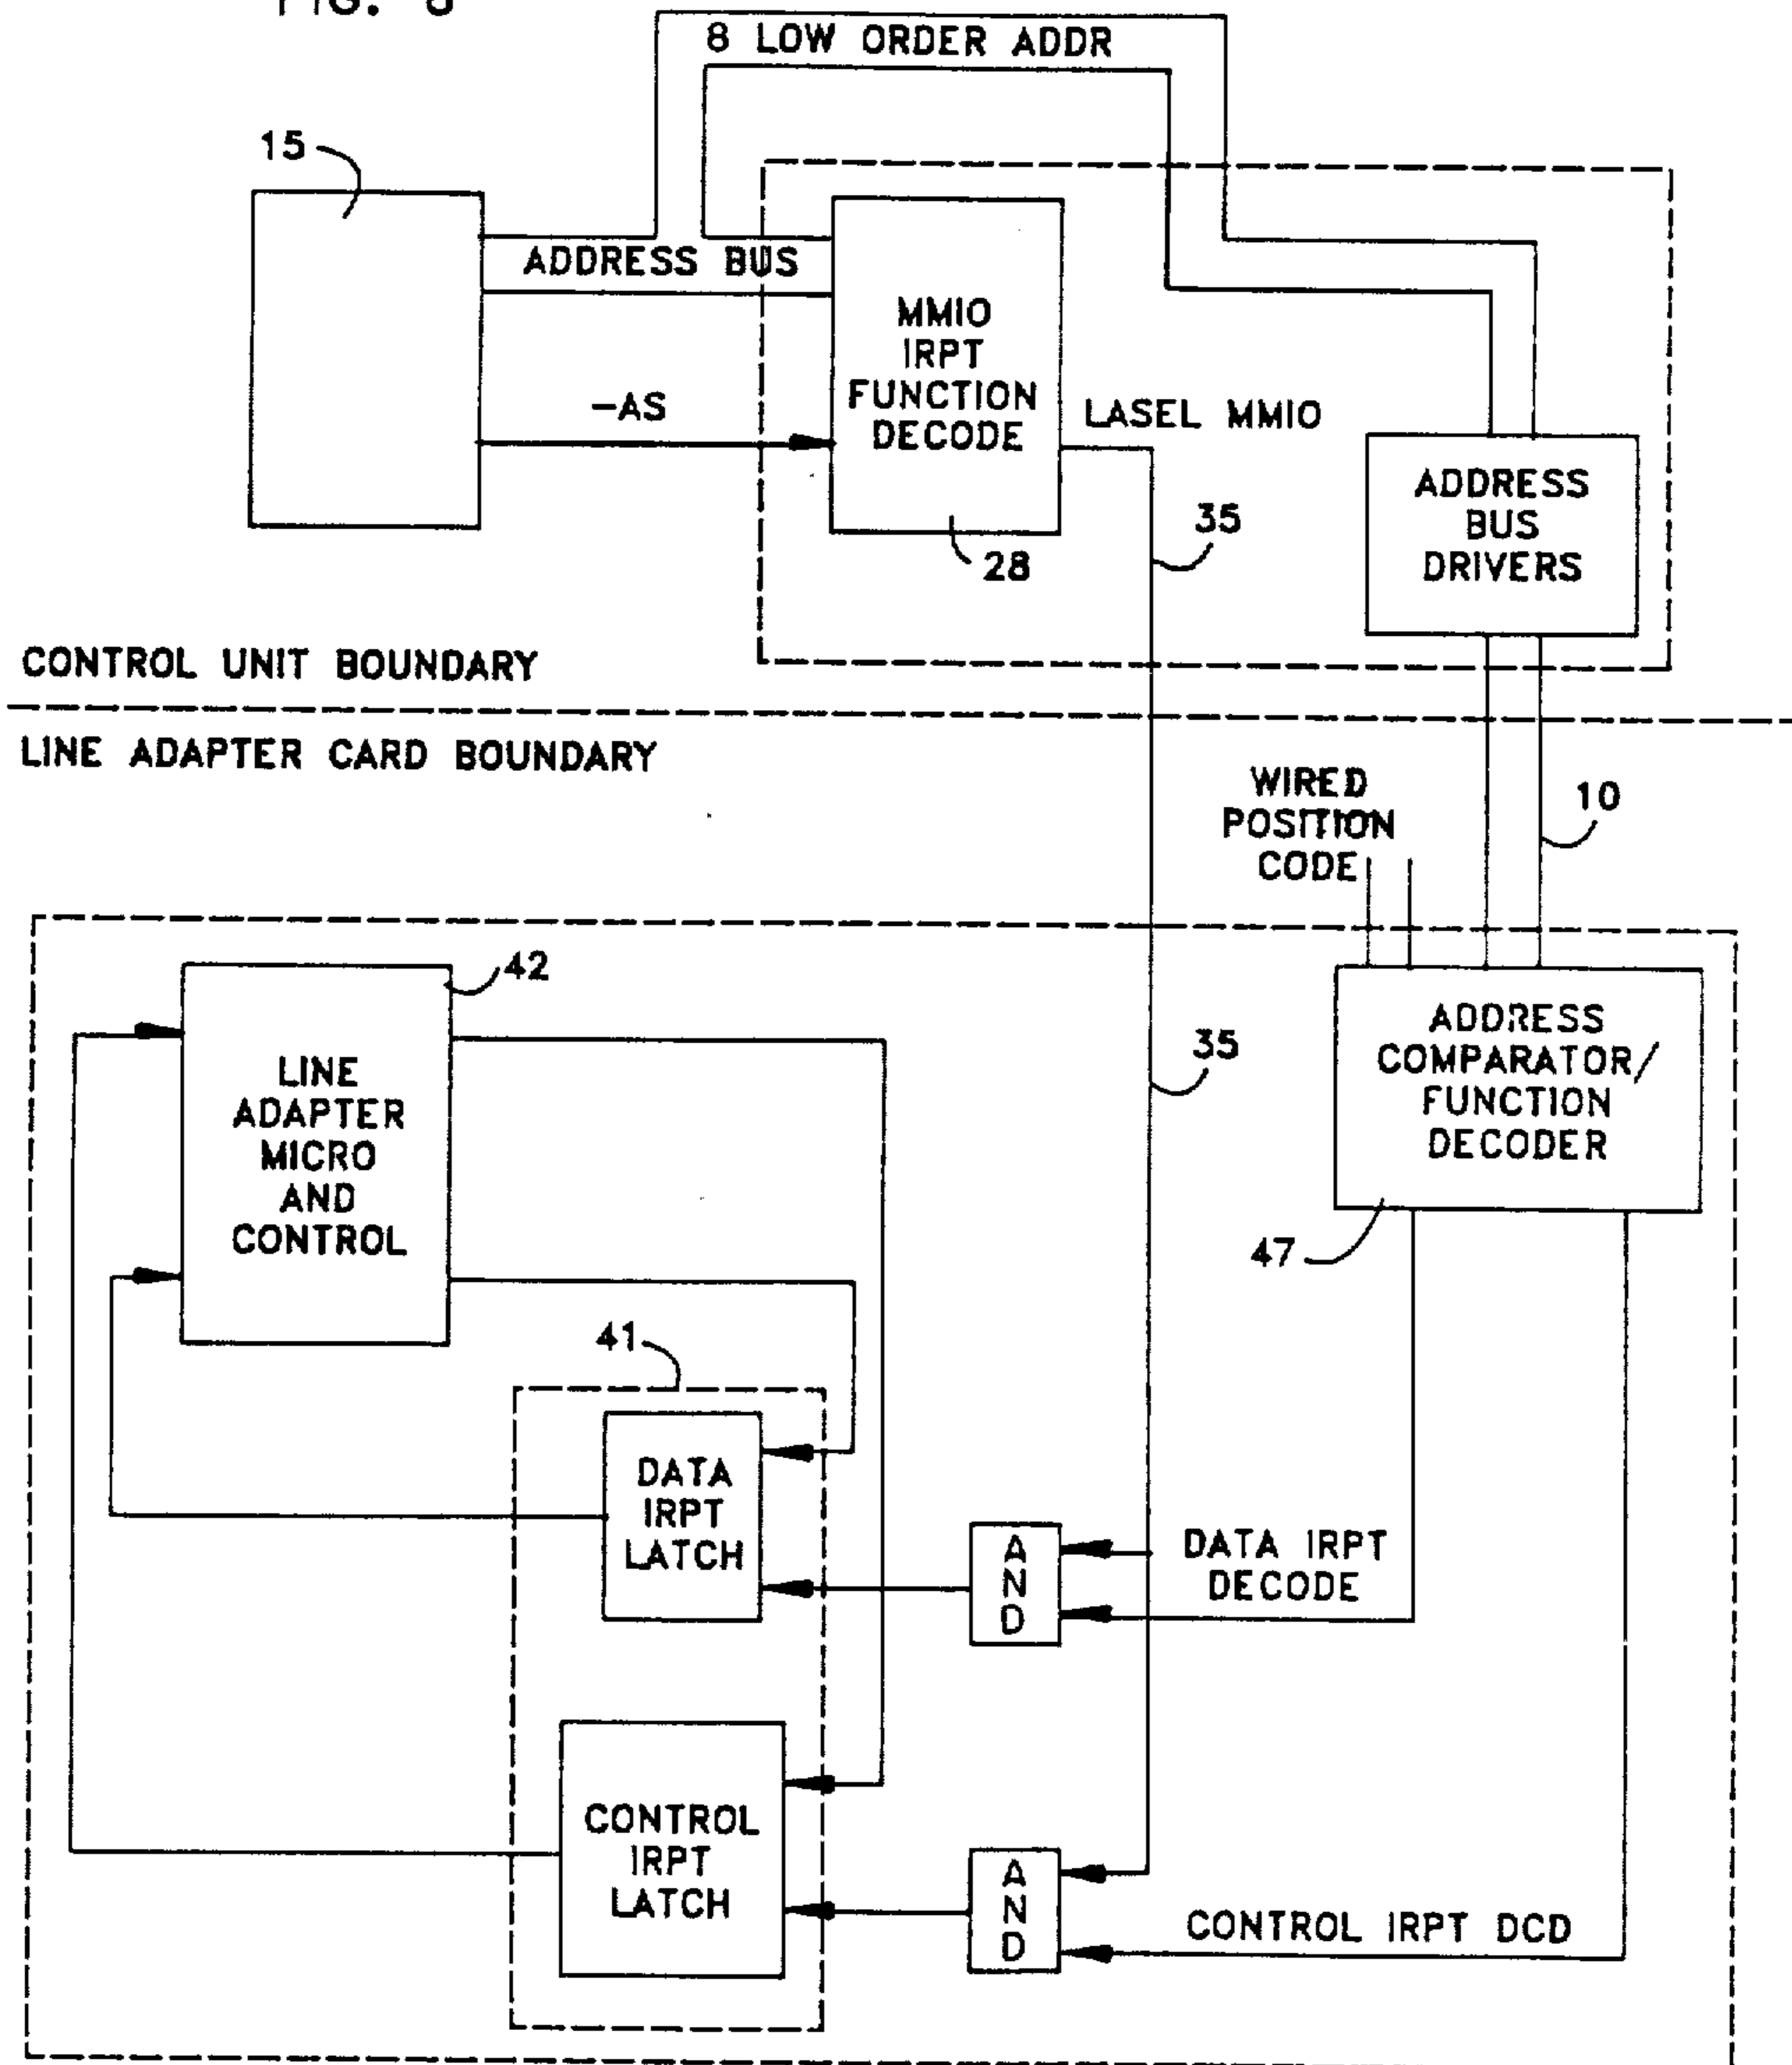 FIG.
8 LOW ORDER ADDR
15
ADDRESS BUS
MMIO
IRPT
FUNCTION
DECODE
-AS
LASEL MMIO
ADDRESS
BUS
DRIVERS
35
28
CONTROL UNIT BOUNDARY
LINE ADAPTER CARD BOUNDARY
WIRED
POSITION
CODE
10
42
LINE
ADAPTER
MICRO
AND
CONTROL
35
ADDRESS
COMPARATOR/
FUNCTION
DECODER
47
41
DATA
IRPT
LATCH
AND
DATA IRPT
DECODE
CONTROL
IRPT
LATCH
AND
CONTROL IRPT DCD